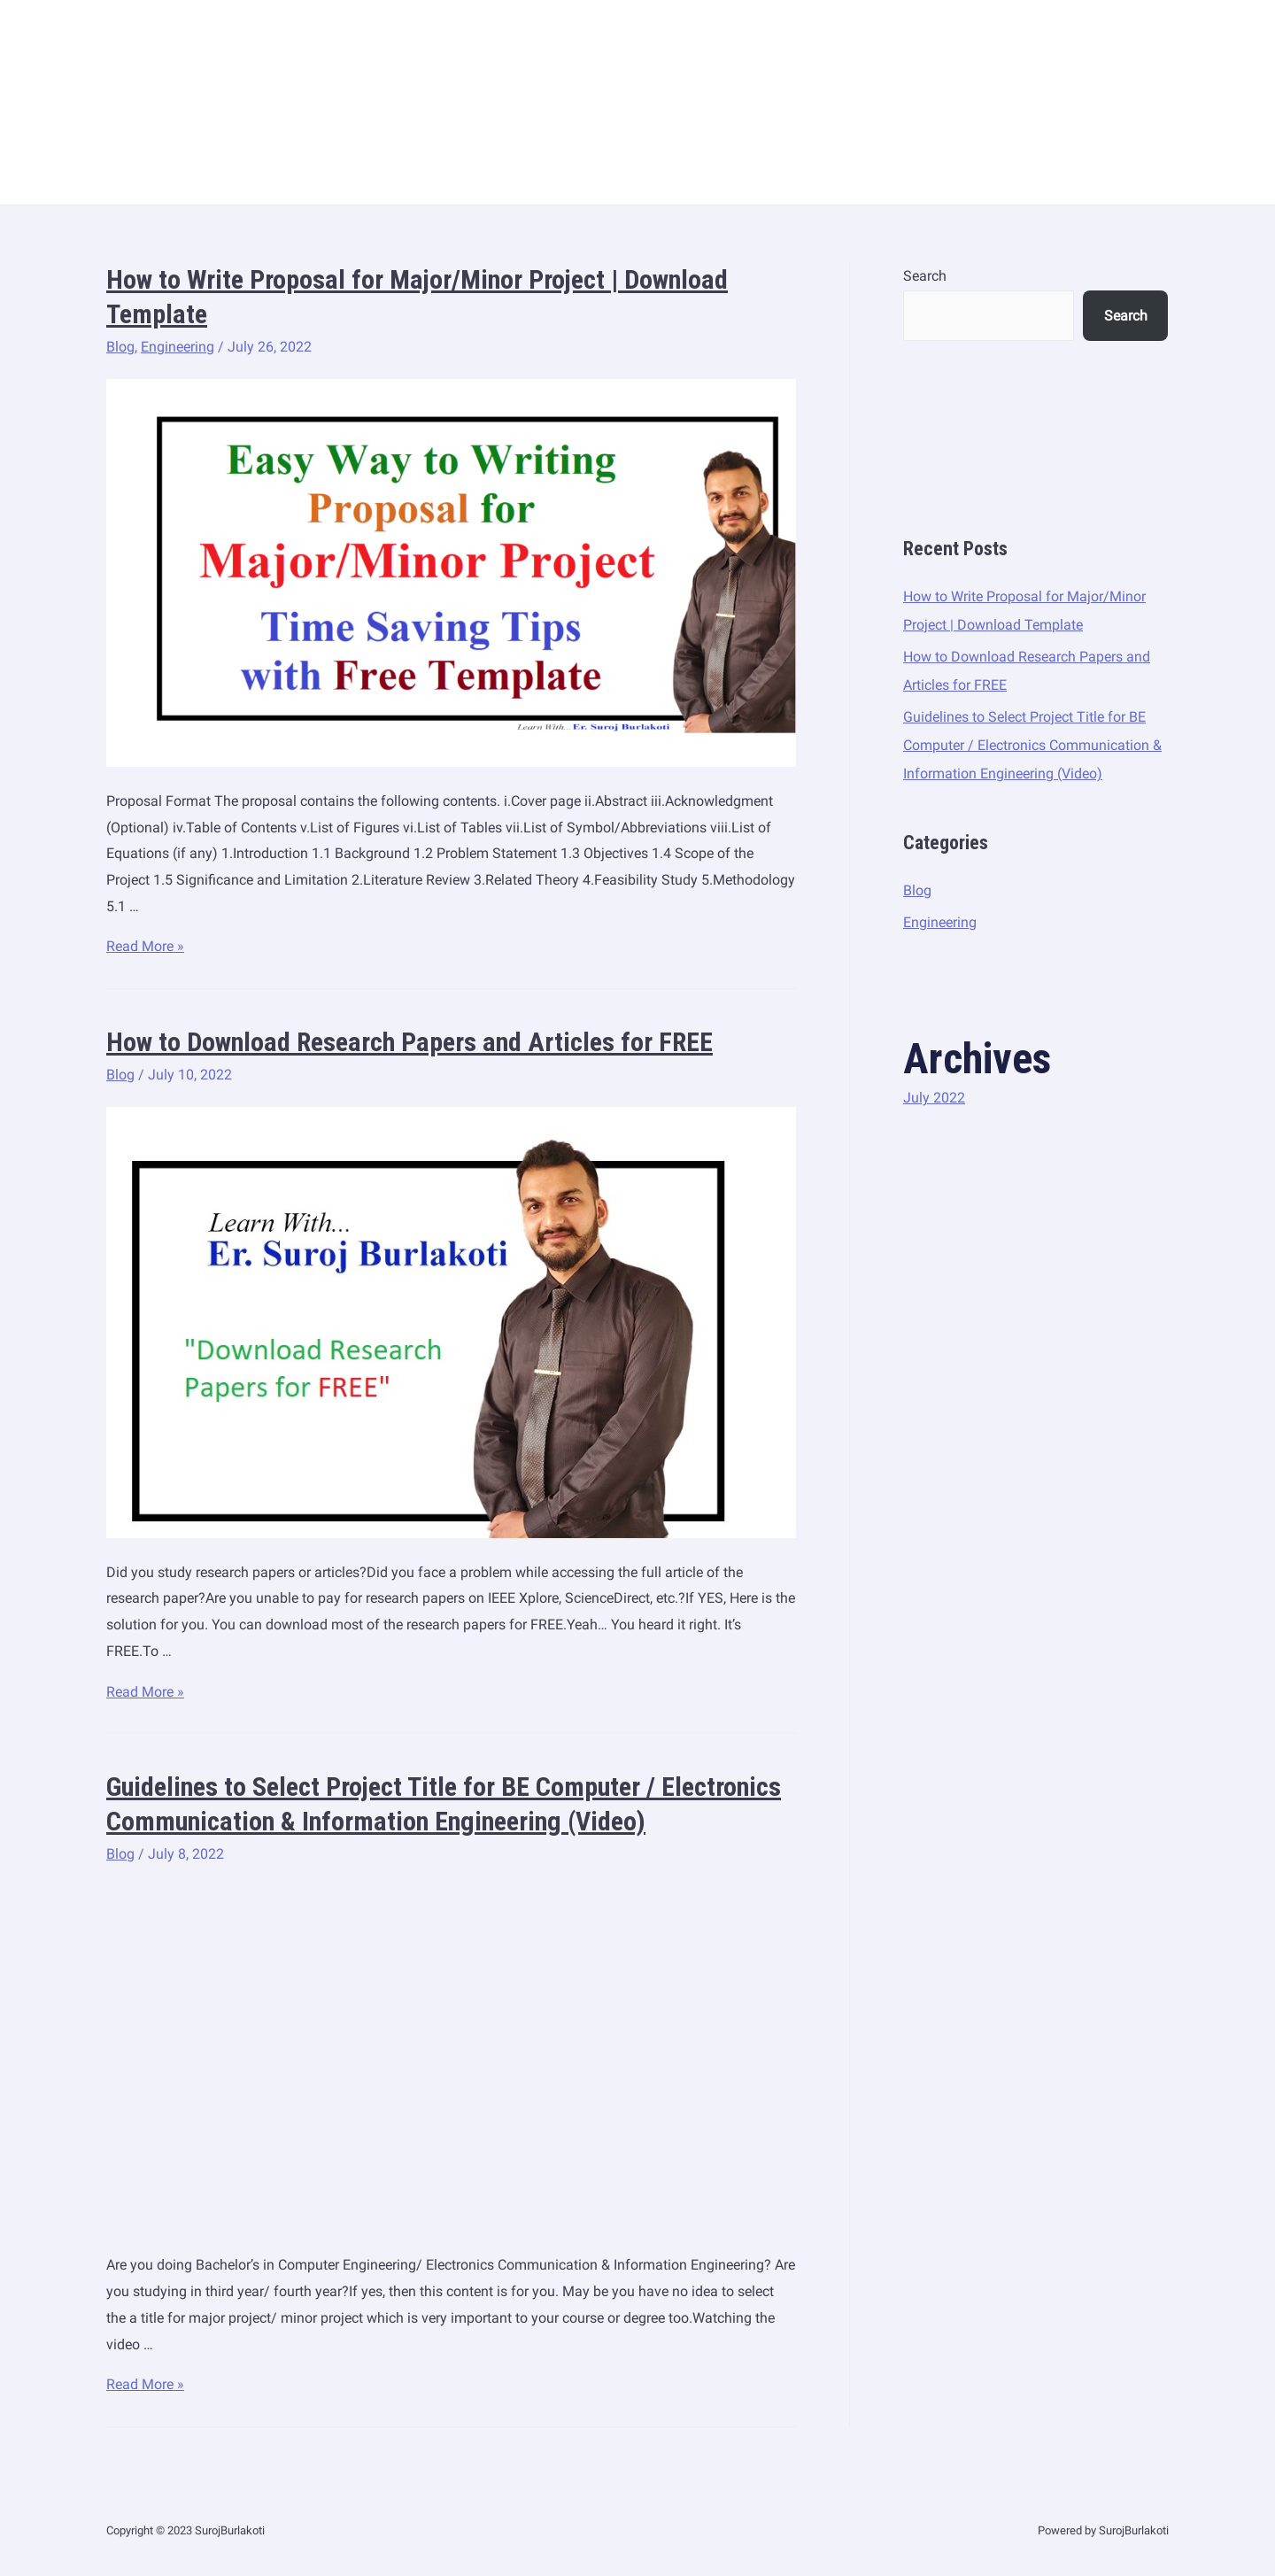 How to Write Proposal for Major/Minor Project | Download
Template
Blog, Engineering / July 26, 2022
Easy Way to Writing
Proposal for
Major/Minor Project
Time Saving Tips
with Free Template
Learn With... Er. Suroj Burlakoti
Proposal Format The proposal contains the following contents. i.Cover page ii.Abstract iii.Acknowledgment
(Optional) iv.Table of Contents v.List of Figures vi.List of Tables vii.List of Symbol/Abbreviations viii.List of
Equations (if any) 1.Introduction 1.1 Background 1.2 Problem Statement 1.3 Objectives 1.4 Scope of the
Project 1.5 Significance and Limitation 2.Literature Review 3.Related Theory 4.Feasibility Study 5.Methodology
5.1 …
Read More »
How to Download Research Papers and Articles for FREE
Blog / July 10, 2022
Learn With...
Er. Suroj Burlakoti
"Download Research
Papers for FREE"
Did you study research papers or articles?Did you face a problem while accessing the full article of the
research paper?Are you unable to pay for research papers on IEEE Xplore, ScienceDirect, etc.?If YES, Here is the
solution for you. You can download most of the research papers for FREE.Yeah… You heard it right. It’s
FREE.To …
Read More »
Guidelines to Select Project Title for BE Computer / Electronics
Communication & Information Engineering (Video)
Blog / July 8, 2022
Are you doing Bachelor’s in Computer Engineering/ Electronics Communication & Information Engineering? Are
you studying in third year/ fourth year?If yes, then this content is for you. May be you have no idea to select
the a title for major project/ minor project which is very important to your course or degree too.Watching the
video …
Read More »
Search
Search
Recent Posts
How to Write Proposal for Major/Minor
Project | Download Template
How to Download Research Papers and
Articles for FREE
Guidelines to Select Project Title for BE
Computer / Electronics Communication &
Information Engineering (Video)
Categories
Blog
Engineering
Archives
July 2022
Copyright © 2023 SurojBurlakoti
Powered by SurojBurlakoti